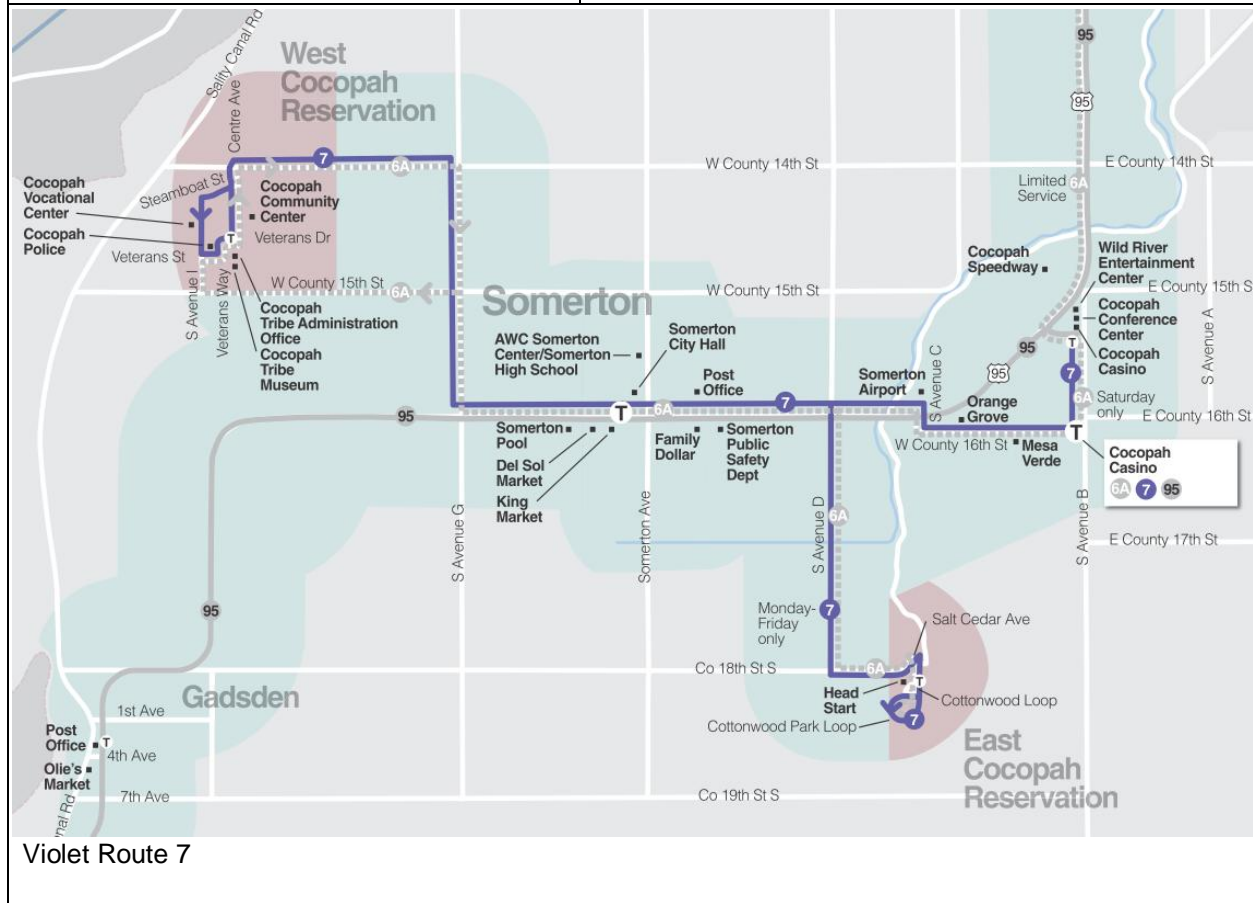 West
Cocopah
Reservation
Sality Canal Rd
Centre Ave
95
95
7
6A
W County 14th St
E County 14th St
Steamboat St
Cocopah
Vocational
Center
Cocopah
Police
Cocopah
Community
Center
T
Veterans Dr
Veterans St
S Avenue I
Veterans Way
W County 15th St
6A
Cocopah
Tribe Administration
Office
Cocopah
Tribe
Museum
Somerton
W County 15th St
Limited
Service
6A
Cocopah
Speedway
Wild River
Entertainment
Center
E County 15th St
Cocopah
Conference
Center
Cocopah
Casino
S Avenue A
T
7
6A
Saturday
only
95
95
AWC Somerton
Center/Somerton
High School
Somerton
City Hall
Post
Office
Somerton
Airport
S Avenue C
Orange
Grove
E County 16th St
95
T
6A
7
Somerton
Pool
Del Sol
Market
King
Market
Family
Dollar
Somerton
Public
Safety
Dept
W County 16th St
Mesa
Verde
T
Cocopah
Casino
6A 7 95
S Avenue G
Somerton Ave
S Avenue D
6A
S Avenue B
E County 17th St
95
Monday-
Friday
only
7
Salt Cedar Ave
Co 18th St S
6A
Head
Start
T
Cottonwood Loop
Cottonwood Park Loop
7
East
Cocopah
Reservation
Gadsden
1st Ave
Post
Office
T
4th Ave
Olie's
Market
7th Ave
Co 19th St S
nal Rd
Violet Route 7